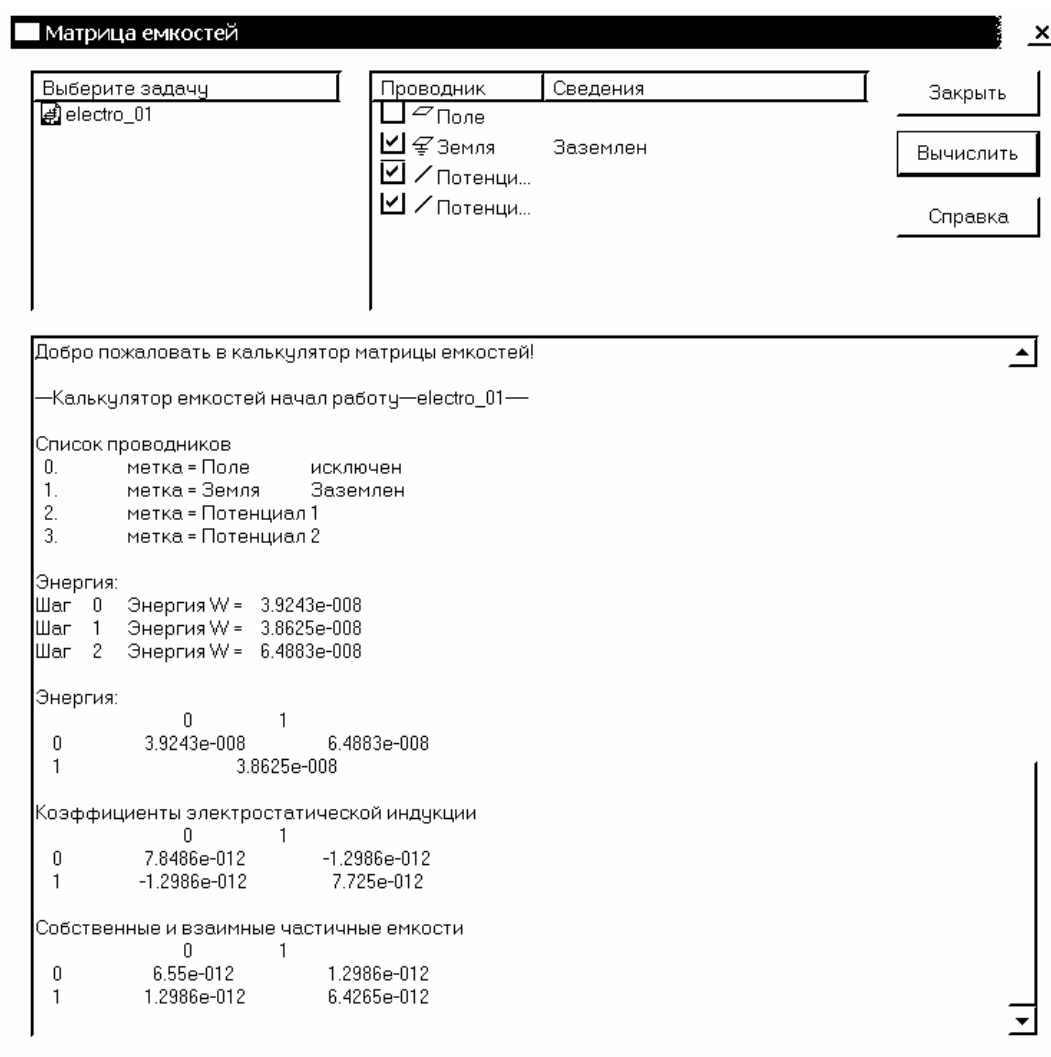 Матрица емкостей
Выберите задачу
electro_01
Проводник Сведения
Поле
Земля Заземлен
Потенци...
Потенци...
Закрыть
Вычислить
Справка
Добро пожаловать в калькулятор матрицы емкостей!
—Калькулятор емкостей начал работу—electro_01—
Список проводников
0. метка = Поле исключен
1. метка = Земля Заземлен
2. метка = Потенциал 1
3. метка = Потенциал 2
Энергия:
Шаг 0 Энергия W = 3.9243e-008
Шаг 1 Энергия W = 3.8625e-008
Шаг 2 Энергия W = 6.4883e-008
Энергия:
0 1
0 3.9243e-008 6.4883e-008
1 3.8625e-008
Коэффициенты электростатической индукции
0 1
0 7.8486e-012 -1.2986e-012
1 -1.2986e-012 7.725e-012
Собственные и взаимные частичные емкости
0 1
0 6.55e-012 1.2986e-012
1 1.2986e-012 6.4265e-012